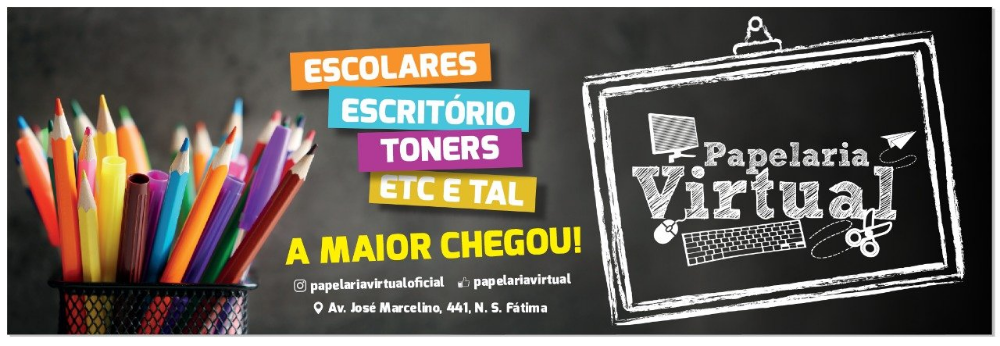 ESCOLARES
ESCRITÓRIO
TONERS
ETC E TAL
A MAIOR CHEGOU!
papelariavirtualoficial papelariavirtual
Av. José Marcelino, 441, N. S. Fátima
Papelaria
Virtual